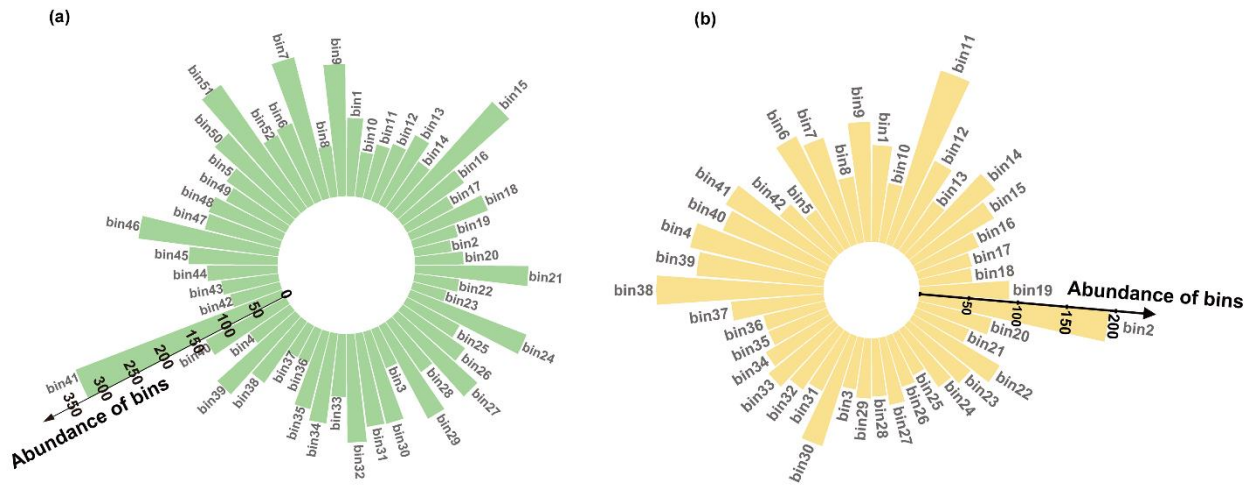 (a)
bin1
bin10
bin11
bin12
bin13
bin14
bin15
bin16
bin17
bin18
bin19
bin2
bin20
bin21
bin22
bin23
bin24
bin25
bin26
bin27
bin28
bin29
bin3
bin30
bin31
bin32
bin33
bin34
bin35
bin36
bin37
bin38
bin39
bin4
bin41
bin42
bin43
bin44
bin45
bin46
bin47
bin48
bin49
bin5
bin50
bin51
bin52
bin6
bin7
bin8
bin9
0
50
100
150
200
250
300
350
Abundance of bins
(b)
bin1
bin10
bin11
bin12
bin13
bin14
bin15
bin16
bin17
bin18
bin19
bin2
bin20
bin21
bin22
bin23
bin24
bin25
bin26
bin27
bin28
bin29
bin3
bin30
bin31
bin32
bin33
bin34
bin35
bin36
bin37
bin38
bin39
bin4
bin40
bin41
bin42
bin5
bin6
bin7
bin8
bin9
50
100
150
200
Abundance of bins